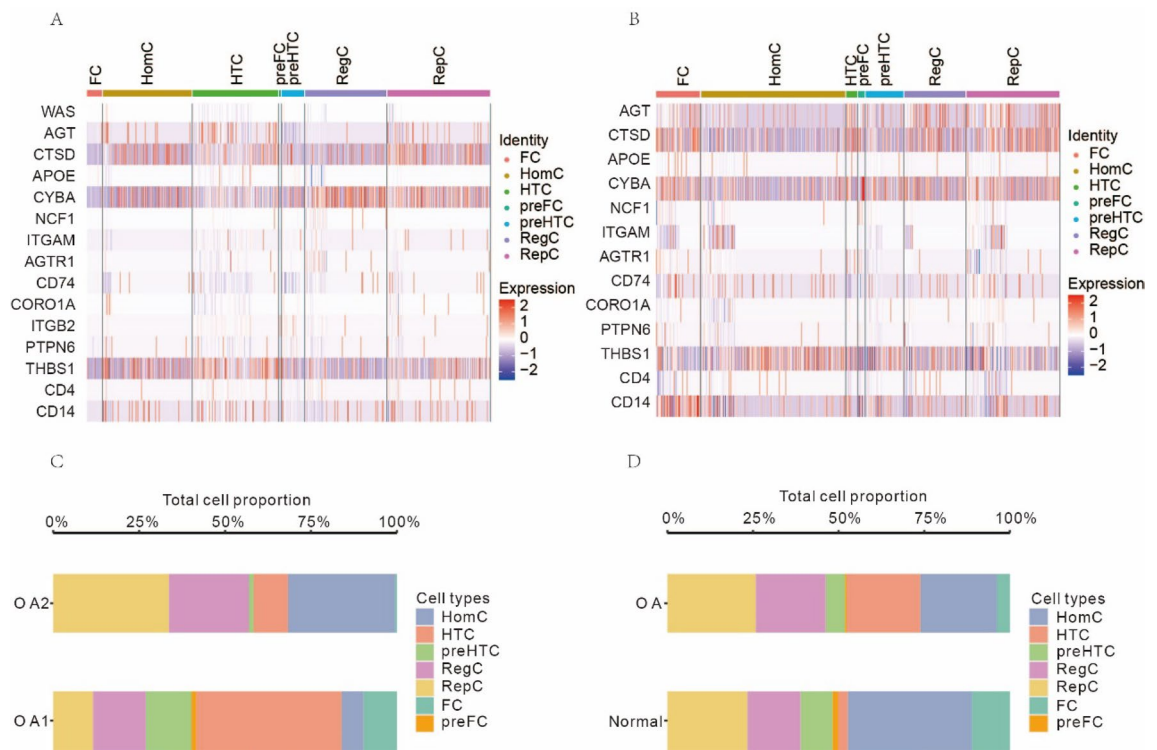 A
FC
HomC
HTC
preFC
preHTC
RegC
RepC
WAS
AGT
CTSD
APOE
CYBA
NCF1
ITGAM
AGTR1
CD74
CORO1A
ITGB2
PTPN6
THBS1
CD4
CD14
Identity
FC
HomC
HTC
preFC
preHTC
RegC
RepC
Expression
2
1
0
−1
−2
B
FC
HomC
HTC
preFC
preHTC
RegC
RepC
AGT
CTSD
APOE
CYBA
NCF1
ITGAM
AGTR1
CD74
CORO1A
PTPN6
THBS1
CD4
CD14
Identity
FC
HomC
HTC
preFC
preHTC
RegC
RepC
Expression
2
1
0
−1
−2
C
Total cell proportion
0% 25% 50% 75% 100%
O A2
O A1
Cell types
HomC
HTC
preHTC
RegC
RepC
FC
preFC
D
Total cell proportion
0% 25% 50% 75% 100%
O A
Normal
Cell types
HomC
HTC
preHTC
RegC
RepC
FC
preFC